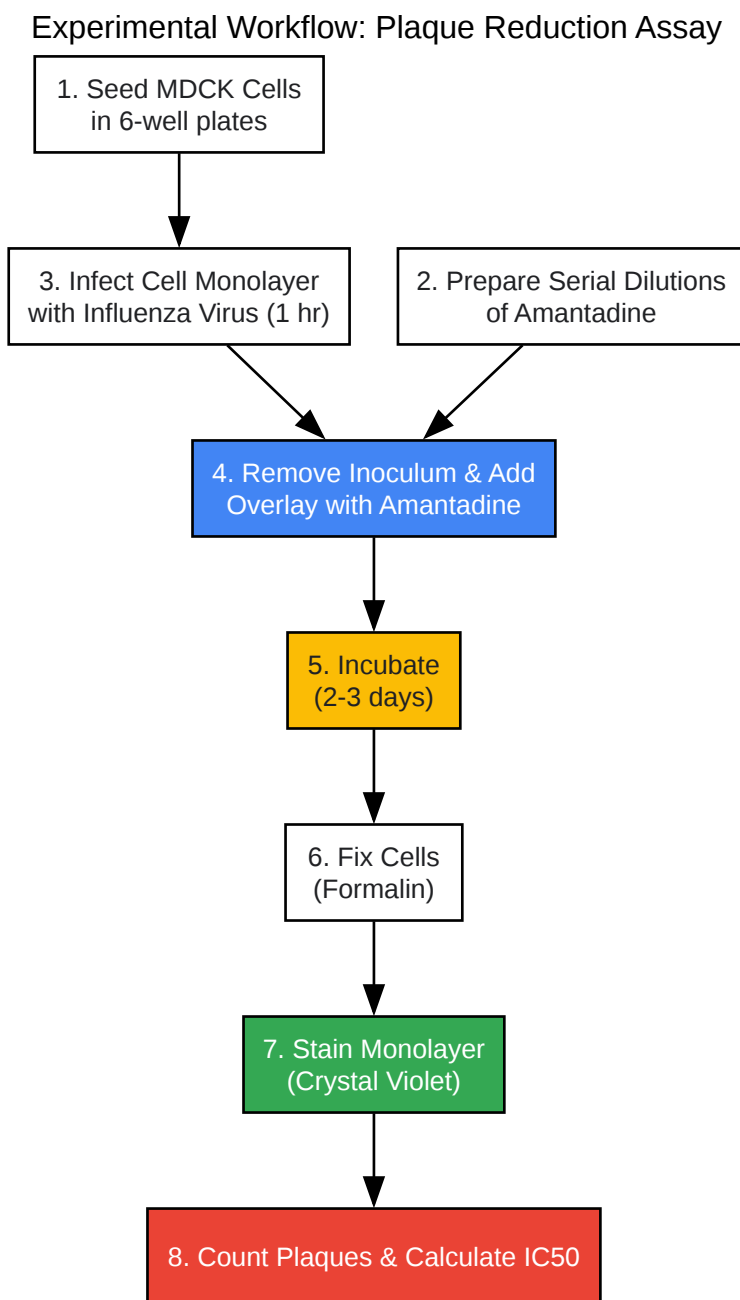 Experimental Workflow: Plaque Reduction Assay
1. Seed MDCK Cells
in 6-well plates
3. Infect Cell Monolayer
with Influenza Virus (1 hr)
2. Prepare Serial Dilutions
of Amantadine
4. Remove Inoculum & Add
Overlay with Amantadine
5. Incubate
(2-3 days)
6. Fix Cells
(Formalin)
7. Stain Monolayer
(Crystal Violet)
8. Count Plaques & Calculate IC50